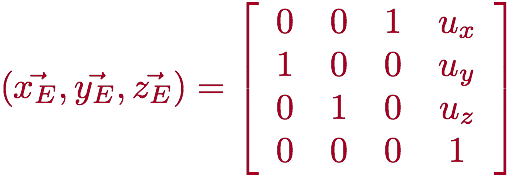 0 0 1 u_x
1 0 0 u_y
(x⃗_E, y⃗_E, z⃗_E) =
0 1 0 u_z
0 0 0 1